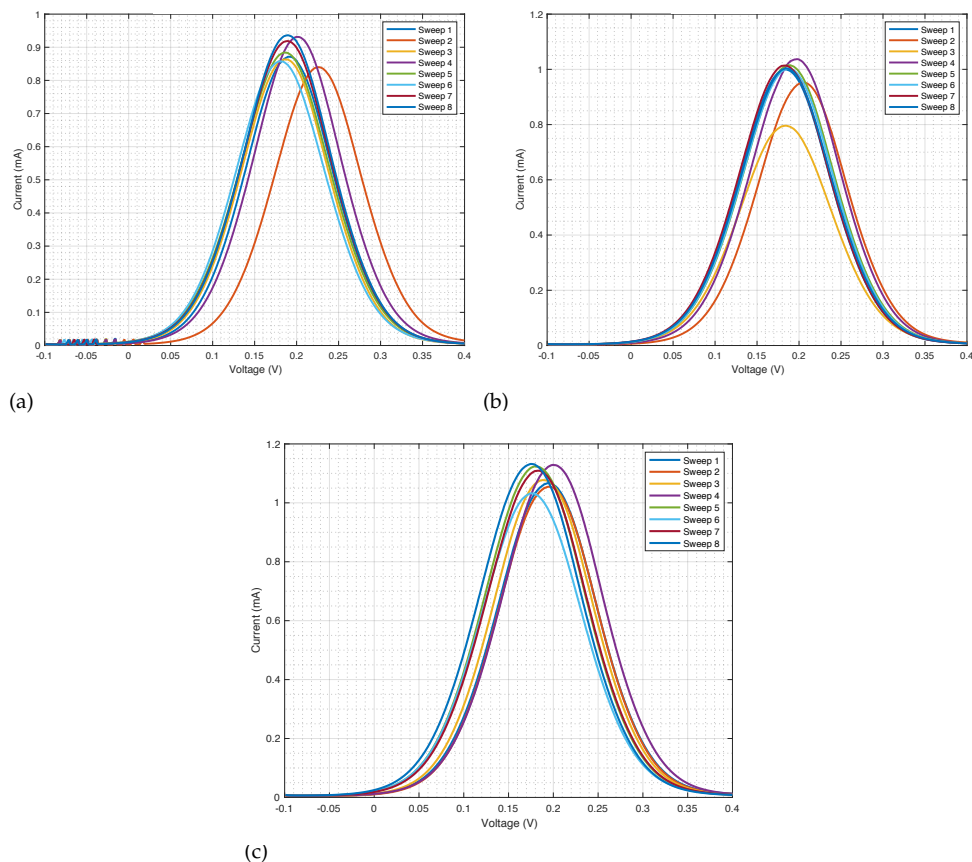 1
0.9
0.8
0.7
0.6
0.5
0.4
0.3
0.2
0.1
0
Current (mA)
-0.1 -0.05 0 0.05 0.1 0.15 0.2 0.25 0.3 0.35 0.4
Voltage (V)
Sweep 1
Sweep 2
Sweep 3
Sweep 4
Sweep 5
Sweep 6
Sweep 7
Sweep 8
(a)
1.2
1
0.8
0.6
0.4
0.2
0
Current (mA)
-0.1 -0.05 0 0.05 0.1 0.15 0.2 0.25 0.3 0.35 0.4
Voltage (V)
Sweep 1
Sweep 2
Sweep 3
Sweep 4
Sweep 5
Sweep 6
Sweep 7
Sweep 8
(b)
1.2
1
0.8
0.6
0.4
0.2
0
Current (mA)
-0.1 -0.05 0 0.05 0.1 0.15 0.2 0.25 0.3 0.35 0.4
Voltage (V)
Sweep 1
Sweep 2
Sweep 3
Sweep 4
Sweep 5
Sweep 6
Sweep 7
Sweep 8
(c)